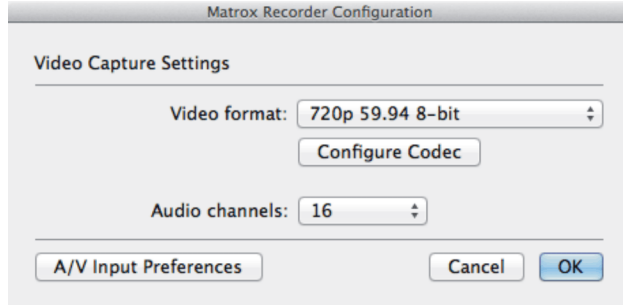 Matrox Recorder Configuration
Video Capture Settings
Video format: 720p 59.94 8-bit
Configure Codec
Audio channels: 16
A/V Input Preferences Cancel OK